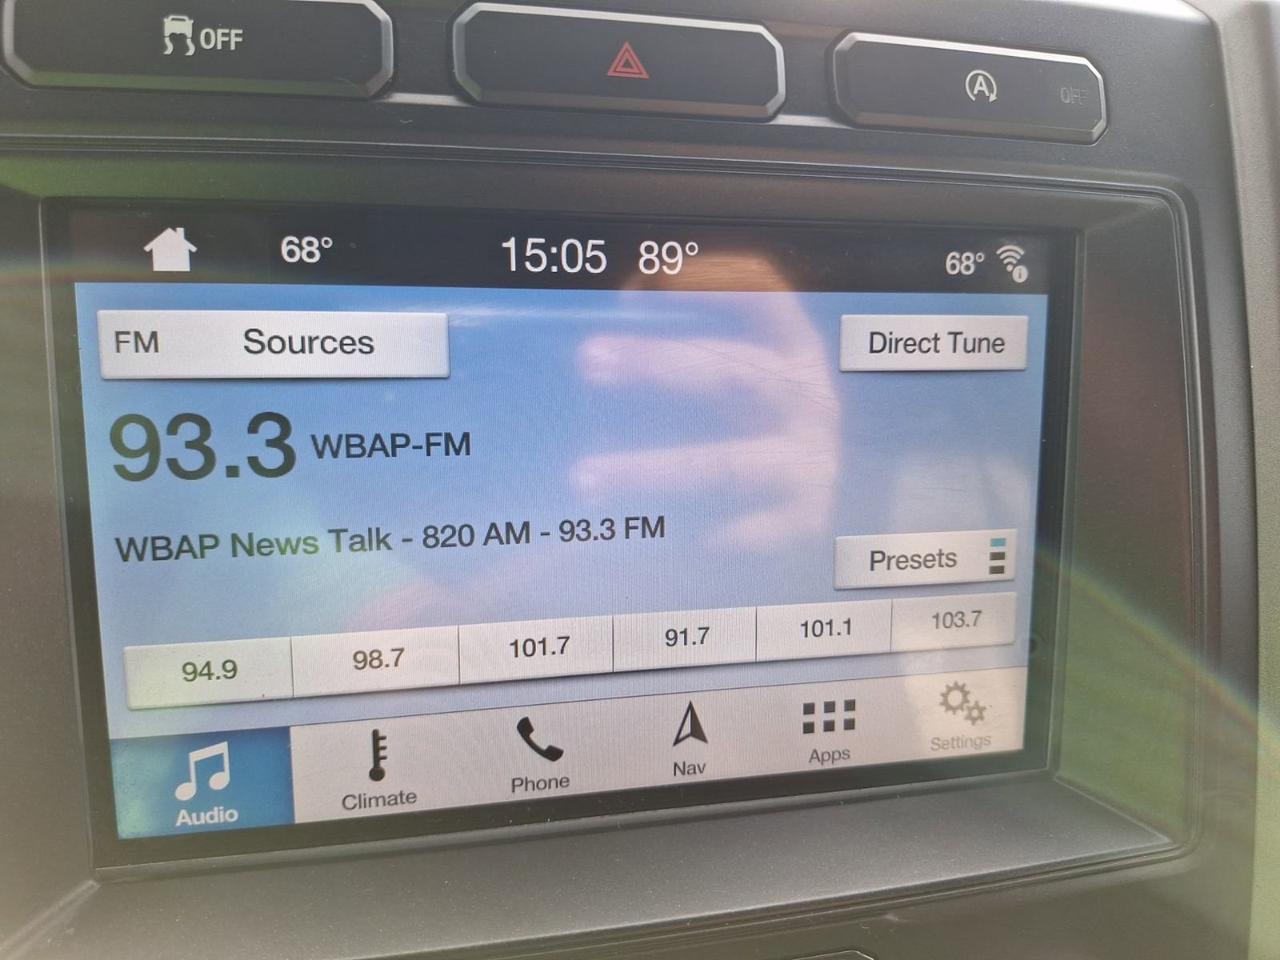 OFF
A OFF
68° 15:05 89° 68°
FM Sources Direct Tune
93.3 WBAP-FM
WBAP News Talk - 820 AM - 93.3 FM
Presets
94.9 98.7 101.7 91.7 101.1 103.7
Audio Climate Phone Nav Apps Settings